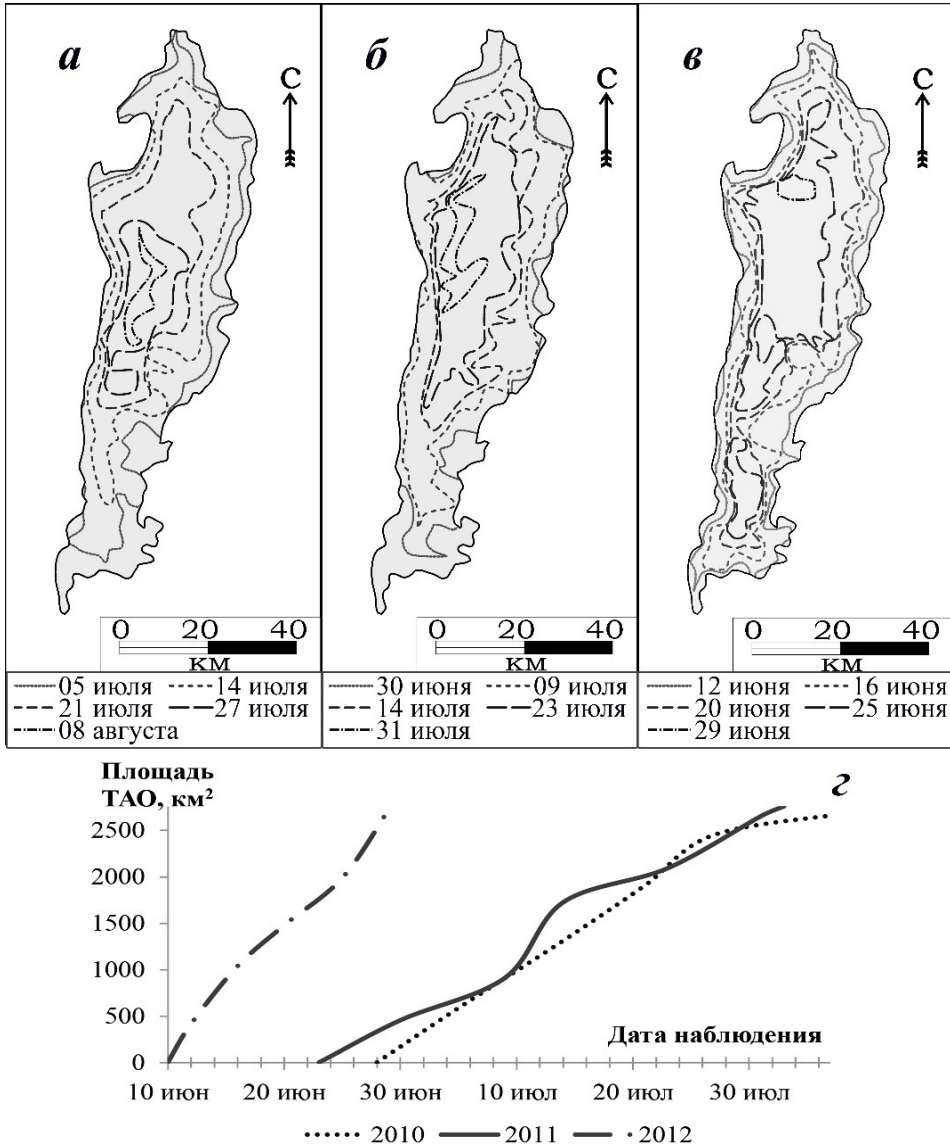 а
С
0 20 40
км
05 июля 14 июля
21 июля 27 июля
08 августа
б
С
0 20 40
км
30 июня 09 июля
14 июля 23 июля
31 июля
в
С
0 20 40
км
12 июня 16 июня
20 июня 25 июня
29 июня
Площадь
ТАО, км²
г
2500
2000
1500
1000
500
0
Дата наблюдения
10 июн 20 июн 30 июн 10 июл 20 июл 30 июл
2010 2011 2012